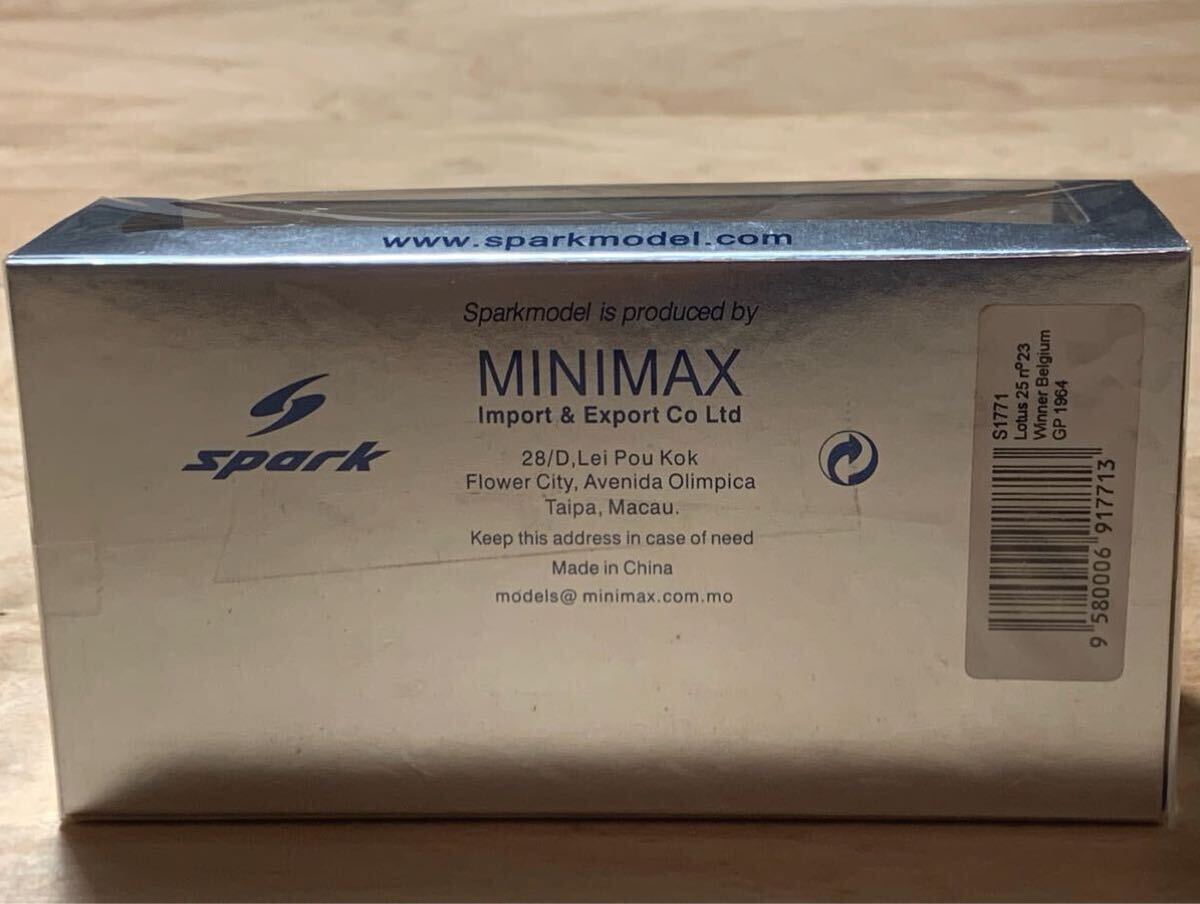 www.sparkmodel.com
Sparkmodel is produced by
MINIMAX
Import & Export Co Ltd
spark
28/D,Lei Pou Kok
Flower City, Avenida Olimpica
Taipa, Macau.
Keep this address in case of need
Made in China
models@ minimax.com.mo
S1771
Lotus 25 nº23
Winner Belgium
GP 1964
9 580006 917713